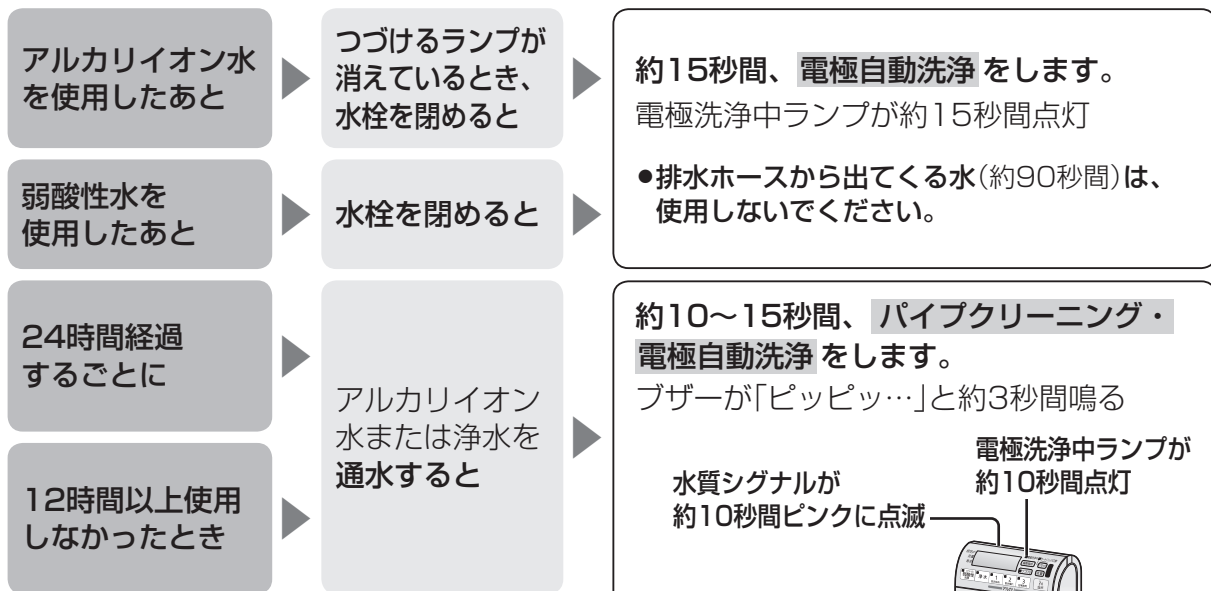 アルカリイオン水
を使用したあと
つづけるランプが
消えているとき、
水栓を閉めると
約15秒間、電極自動洗浄をします。
電極洗浄中ランプが約15秒間点灯
●排水ホースから出てくる水(約90秒間)は、
使用しないでください。
弱酸性水を
使用したあと
水栓を閉めると
24時間経過
するごとに
12時間以上使用
しなかったとき
アルカリイオン
水または浄水を
通水すると
約10～15秒間、パイプクリーニング・
電極自動洗浄をします。
ブザーが「ピッピッ…」と約3秒間鳴る
電極洗浄中ランプが
約10秒間点灯
水質シグナルが
約10秒間ピンクに点滅